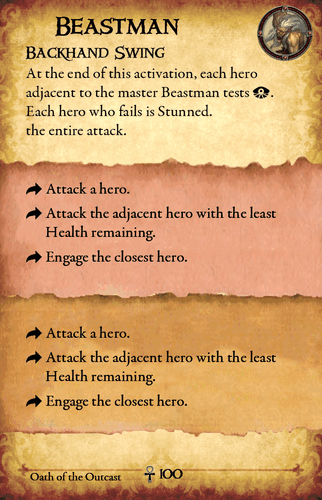 Beastman
Backhand Swing
At the end of this activation, each hero
adjacent to the master Beastman tests .
Each hero who fails is Stunned.
the entire attack.
Attack a hero.
Attack the adjacent hero with the least
Health remaining.
Engage the closest hero.
Attack a hero.
Attack the adjacent hero with the least
Health remaining.
Engage the closest hero.
Oath of the Outcast 100